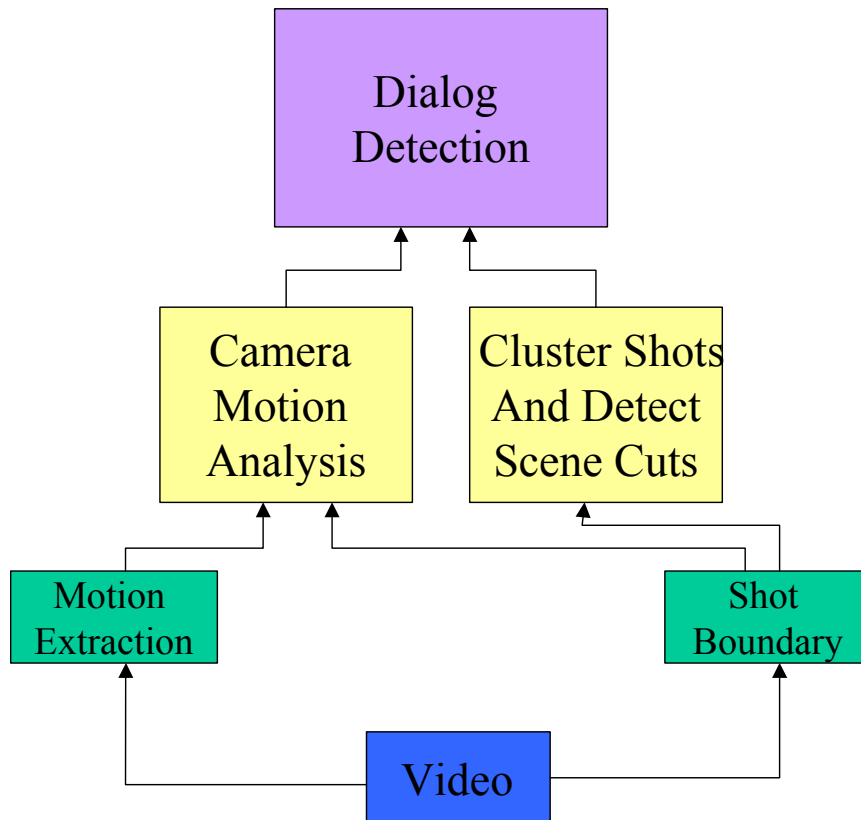 Dialog
Detection
Camera
Motion
Analysis
Cluster Shots
And Detect
Scene Cuts
Motion
Extraction
Shot
Boundary
Video